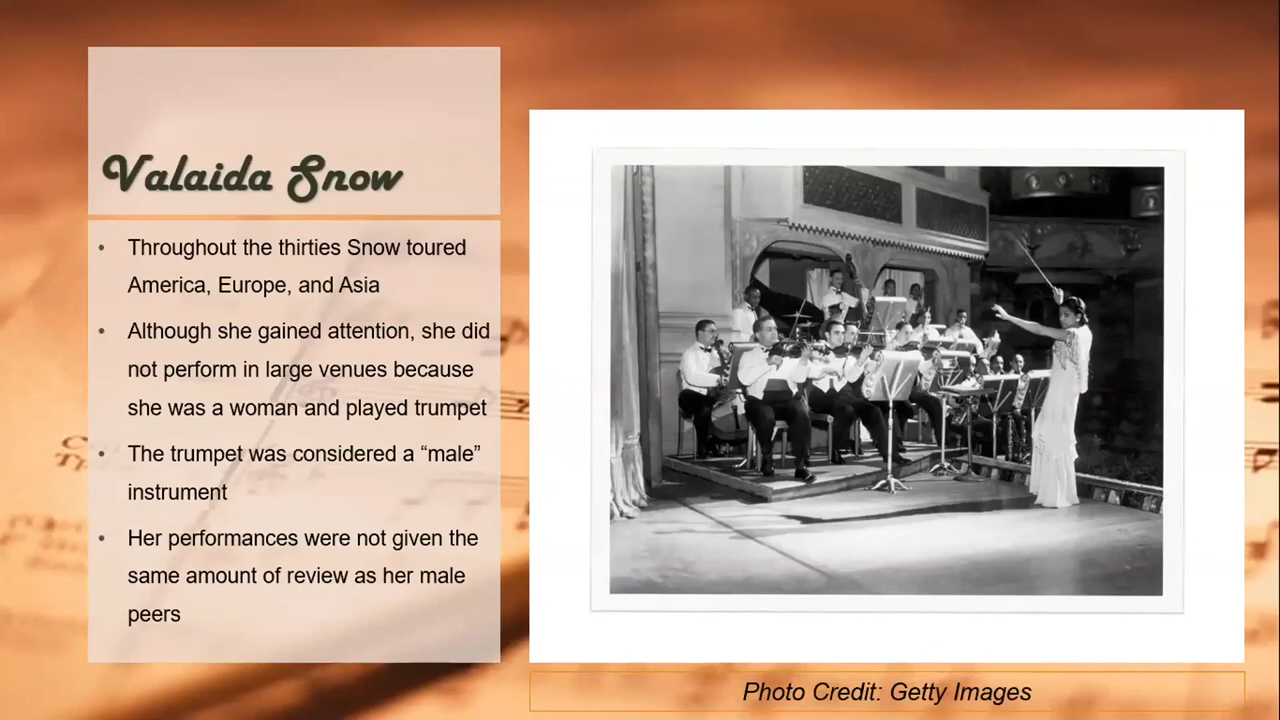 Valaida Snow
• Throughout the thirties Snow toured
America, Europe, and Asia
• Although she gained attention, she did
not perform in large venues because
she was a woman and played trumpet
• The trumpet was considered a “male”
instrument
• Her performances were not given the
same amount of review as her male
peers
Photo Credit: Getty Images